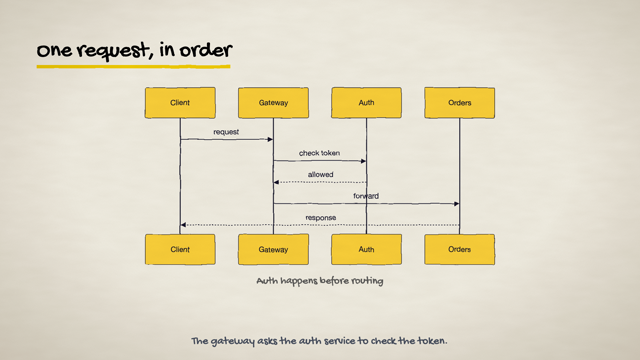 One request, in order
Client Gateway Auth Orders
request
check token
allowed
forward
response
Client Gateway Auth Orders
Auth happens before routing
The gateway asks the auth service to check the token.